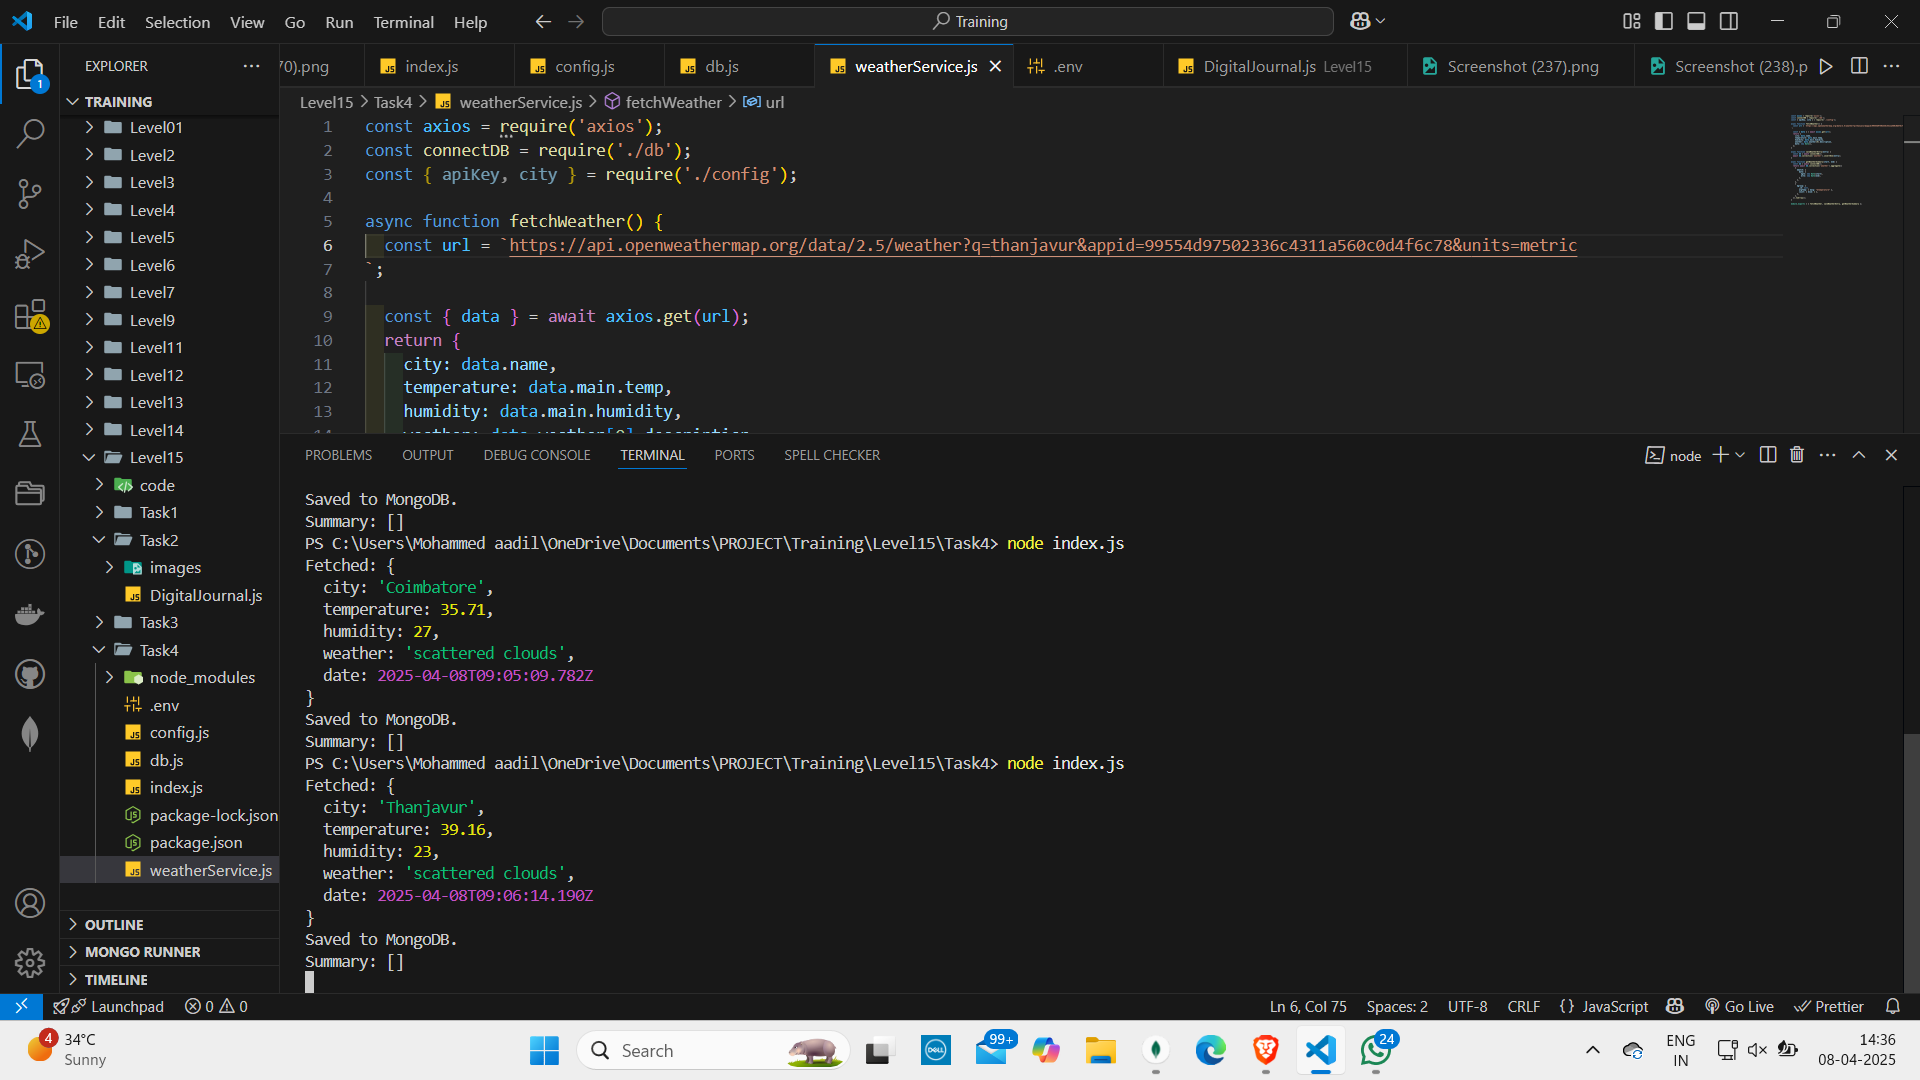 File Edit Selection View Go Run Terminal Help
Training
EXPLORER
TRAINING
Level01
Level2
Level3
Level4
Level5
Level6
Level7
Level9
Level11
Level12
Level13
Level14
Level15
code
Task1
Task2
images
DigitalJournal.js
Task3
Task4
node_modules
.env
config.js
db.js
index.js
package-lock.json
package.json
weatherService.js
OUTLINE
MONGO RUNNER
TIMELINE
70).png index.js config.js db.js weatherService.js .env DigitalJournal.js Level15 Screenshot (237).png Screenshot (238).p
Level15 > Task4 > weatherService.js > fetchWeather > url
1 const axios = require('axios');
2 const connectDB = require('./db');
3 const { apiKey, city } = require('./config');
4
5 async function fetchWeather() {
6 const url = `https://api.openweathermap.org/data/2.5/weather?q=thanjavur&appid=99554d97502336c4311a560c0d4f6c78&units=metric
7 `;
8
9 const { data } = await axios.get(url);
10 return {
11 city: data.name,
12 temperature: data.main.temp,
13 humidity: data.main.humidity,
PROBLEMS OUTPUT DEBUG CONSOLE TERMINAL PORTS SPELL CHECKER
node
Saved to MongoDB.
Summary: []
PS C:\Users\Mohammed aadil\OneDrive\Documents\PROJECT\Training\Level15\Task4> node index.js
Fetched: {
city: 'Coimbatore',
temperature: 35.71,
humidity: 27,
weather: 'scattered clouds',
date: 2025-04-08T09:05:09.782Z
}
Saved to MongoDB.
Summary: []
PS C:\Users\Mohammed aadil\OneDrive\Documents\PROJECT\Training\Level15\Task4> node index.js
Fetched: {
city: 'Thanjavur',
temperature: 39.16,
humidity: 23,
weather: 'scattered clouds',
date: 2025-04-08T09:06:14.190Z
}
Saved to MongoDB.
Summary: []
Launchpad 0 0 Ln 6, Col 75 Spaces: 2 UTF-8 CRLF {} JavaScript Go Live Prettier
4 34°C
Sunny
Search
DELL
99+
24
ENG
IN
14:36
08-04-2025
1